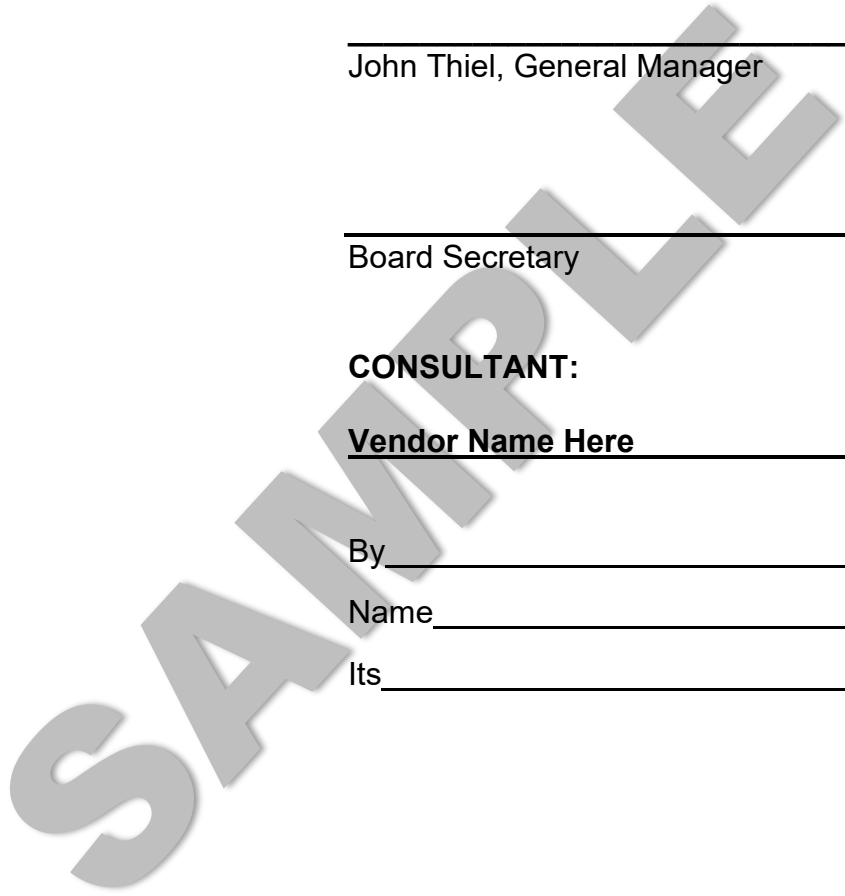 John Thiel, General Manager
Board Secretary
CONSULTANT:
Vendor Name Here
By
Name
Its
SAMPLE